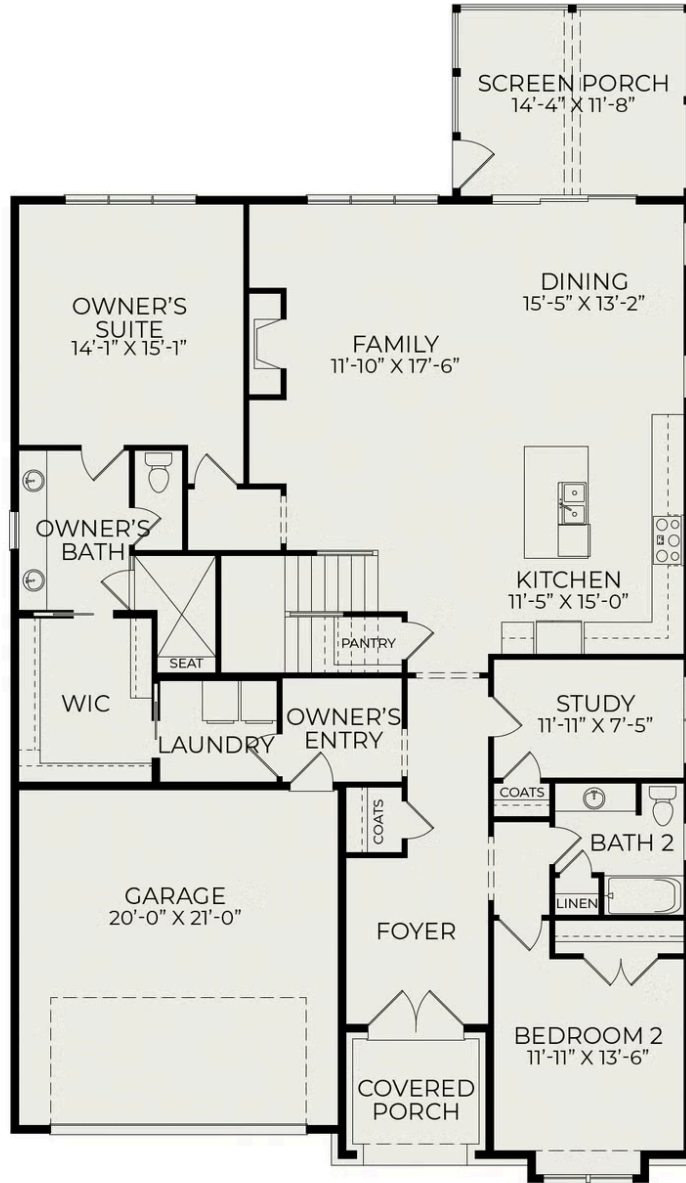 SCREEN PORCH
14'-4" X 11'-8"
OWNER'S
SUITE
14'-1" X 15'-1"
FAMILY
11'-10" X 17'-6"
DINING
15'-5" X 13'-2"
OWNER'S
BATH
KITCHEN
11'-5" X 15'-0"
PANTRY
SEAT
WIC
LAUNDRY
OWNER'S
ENTRY
STUDY
11'-11" X 7'-5"
COATS
COATS
BATH 2
LINEN
GARAGE
20'-0" X 21'-0"
FOYER
BEDROOM 2
11'-11" X 13'-6"
COVERED
PORCH